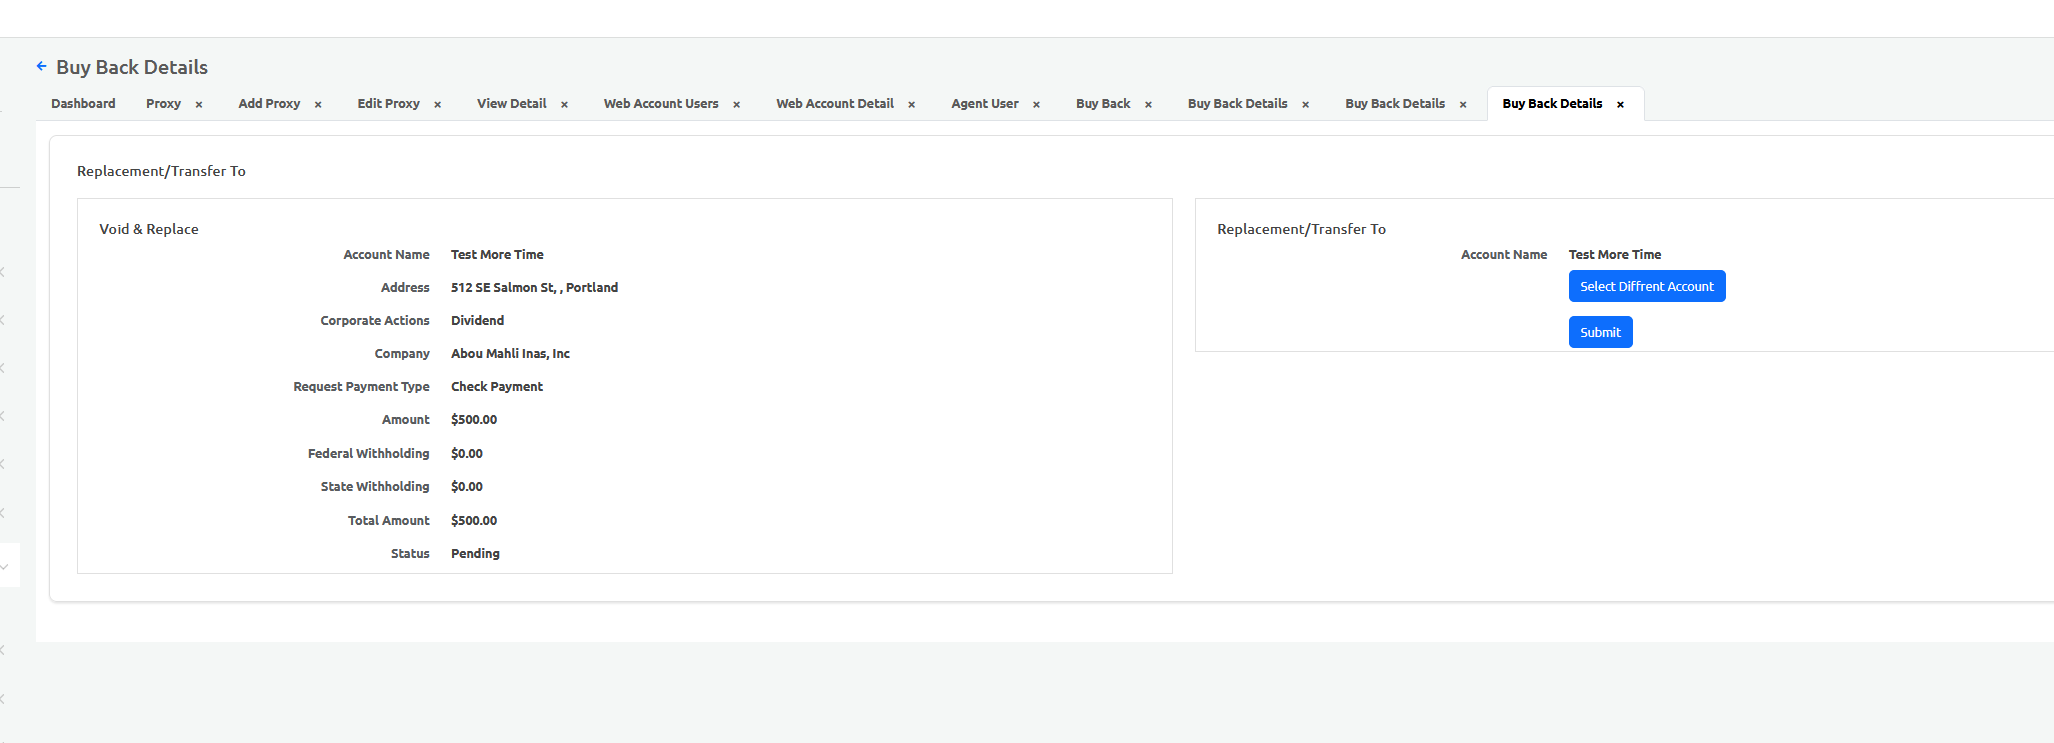 Buy Back Details
Dashboard Proxy × Add Proxy × Edit Proxy × View Detail × Web Account Users × Web Account Detail × Agent User × Buy Back × Buy Back Details × Buy Back Details × Buy Back Details ×
Replacement/Transfer To
Void & Replace
Account Name Test More Time
Address 512 SE Salmon St, , Portland
Corporate Actions Dividend
Company Abou Mahli Inas, Inc
Request Payment Type Check Payment
Amount $500.00
Federal Withholding $0.00
State Withholding $0.00
Total Amount $500.00
Status Pending
Replacement/Transfer To
Account Name Test More Time
Select Diffrent Account
Submit